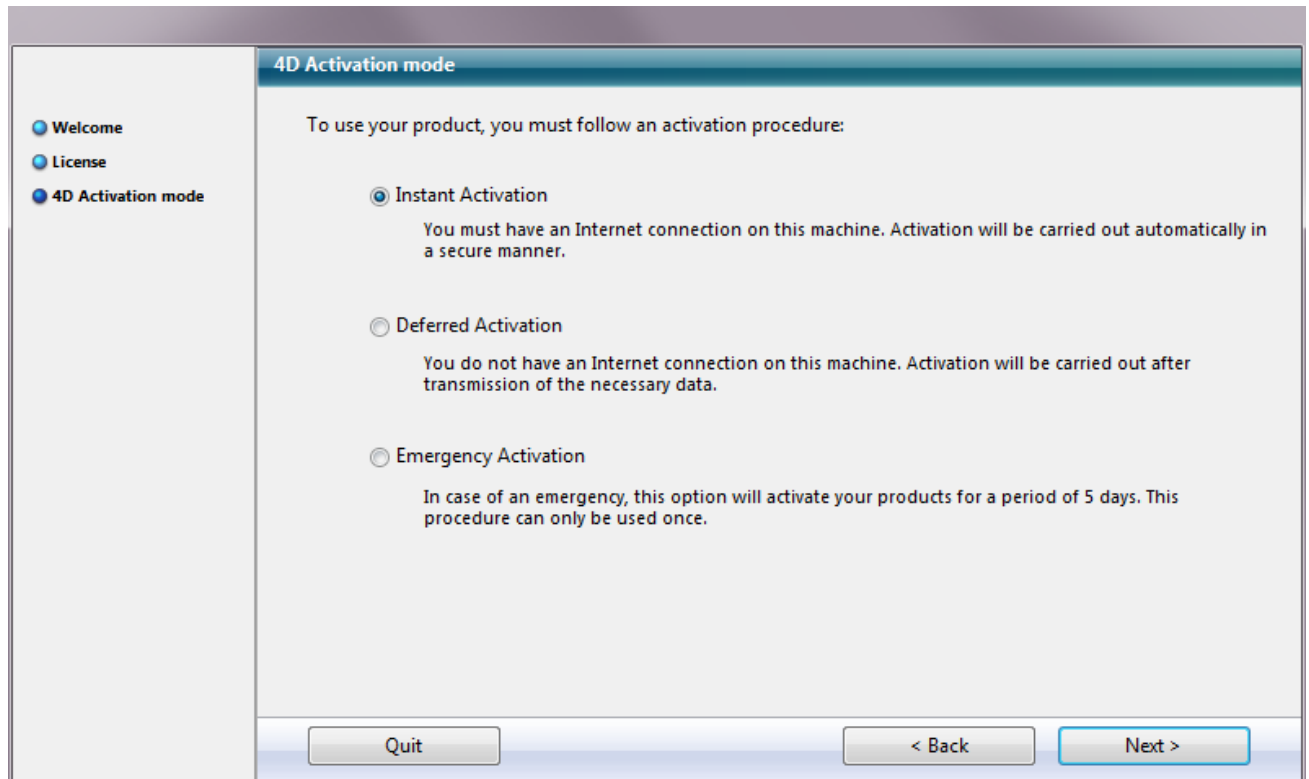 4D Activation mode
Welcome
License
4D Activation mode
To use your product, you must follow an activation procedure:
Instant Activation
You must have an Internet connection on this machine. Activation will be carried out automatically in
a secure manner.
Deferred Activation
You do not have an Internet connection on this machine. Activation will be carried out after
transmission of the necessary data.
Emergency Activation
In case of an emergency, this option will activate your products for a period of 5 days. This
procedure can only be used once.
Quit
< Back
Next >